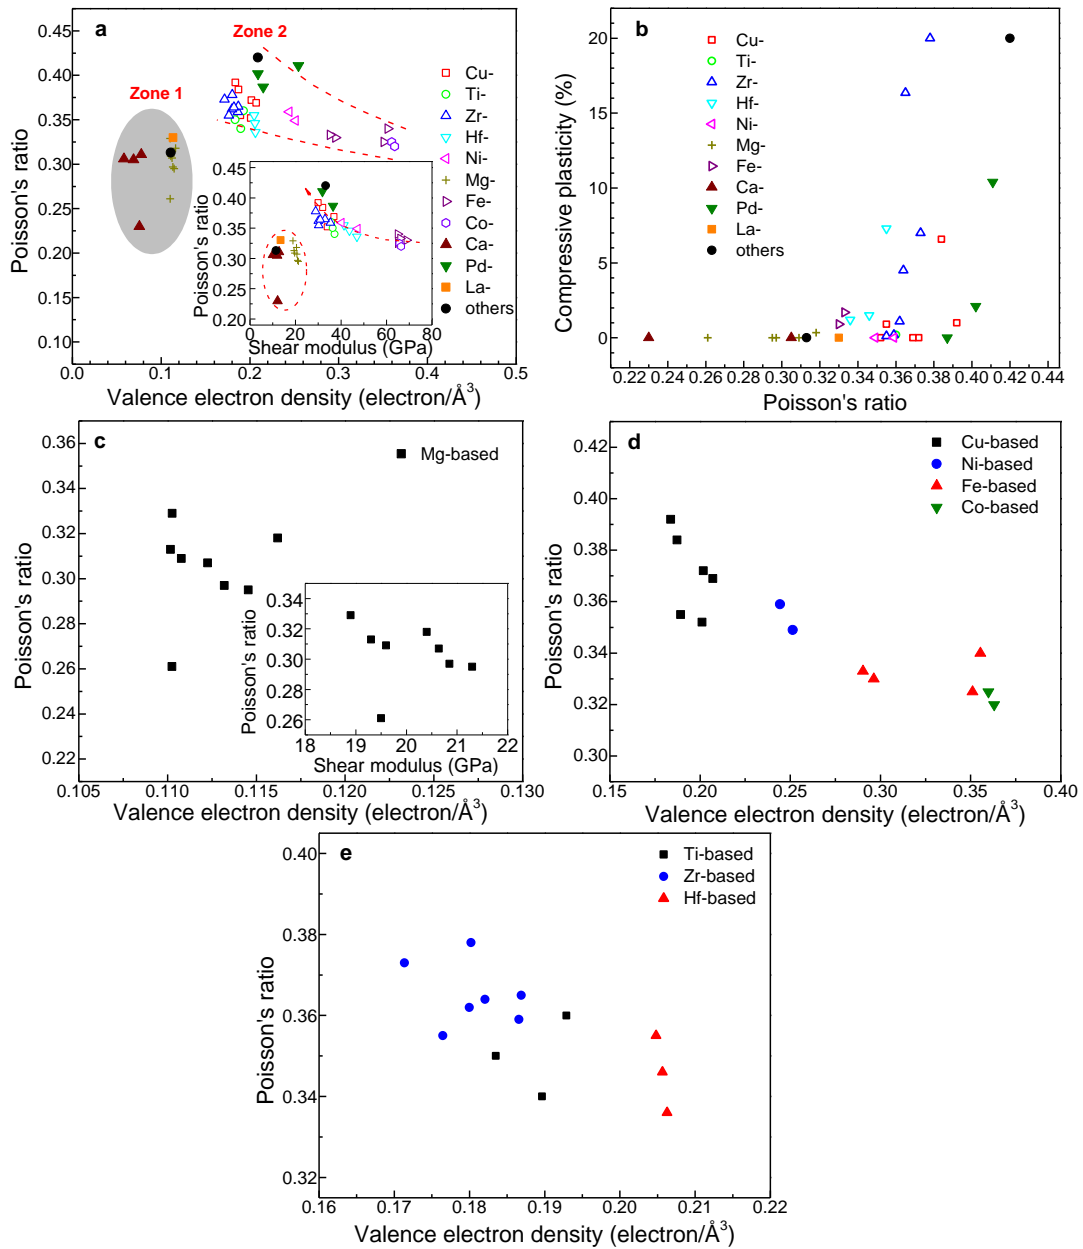 a
Zone 2
Zone 1
Cu-
Ti-
Zr-
Hf-
Ni-
Mg-
Fe-
Co-
Ca-
Pd-
La-
others
0.45
0.40
0.35
0.30
0.25
0.20
0.15
0.10
Poisson's ratio
0.0 0.1 0.2 0.3 0.4 0.5
Valence electron density (electron/Å3)
0.45
0.40
0.35
0.30
0.25
0.20
Poisson's ratio
0 20 40 60 80
Shear modulus (GPa)
b
Cu-
Ti-
Zr-
Hf-
Ni-
Mg-
Fe-
Ca-
Pd-
La-
others
20
15
10
5
0
Compressive plasticity (%)
0.22 0.24 0.26 0.28 0.30 0.32 0.34 0.36 0.38 0.40 0.42 0.44
Poisson's ratio
c
Mg-based
0.36
0.33
0.31
0.30
0.28
0.26
0.24
0.22
0.21
Poisson's ratio
0.105 0.110 0.115 0.120 0.125 0.130
Valence electron density (electron/Å3)
0.34
0.32
0.30
0.28
0.26
Poisson's ratio
18 19 20 21 22
Shear modulus (GPa)
d
Cu-based
Ni-based
Fe-based
Co-based
0.42
0.40
0.38
0.36
0.34
0.32
0.30
Poisson's ratio
0.15 0.20 0.25 0.30 0.35 0.40
Valence electron density (electron/Å3)
e
Ti-based
Zr-based
Hf-based
0.40
0.38
0.36
0.34
0.32
Poisson's ratio
0.16 0.17 0.18 0.19 0.20 0.21 0.22
Valence electron density (electron/Å3)